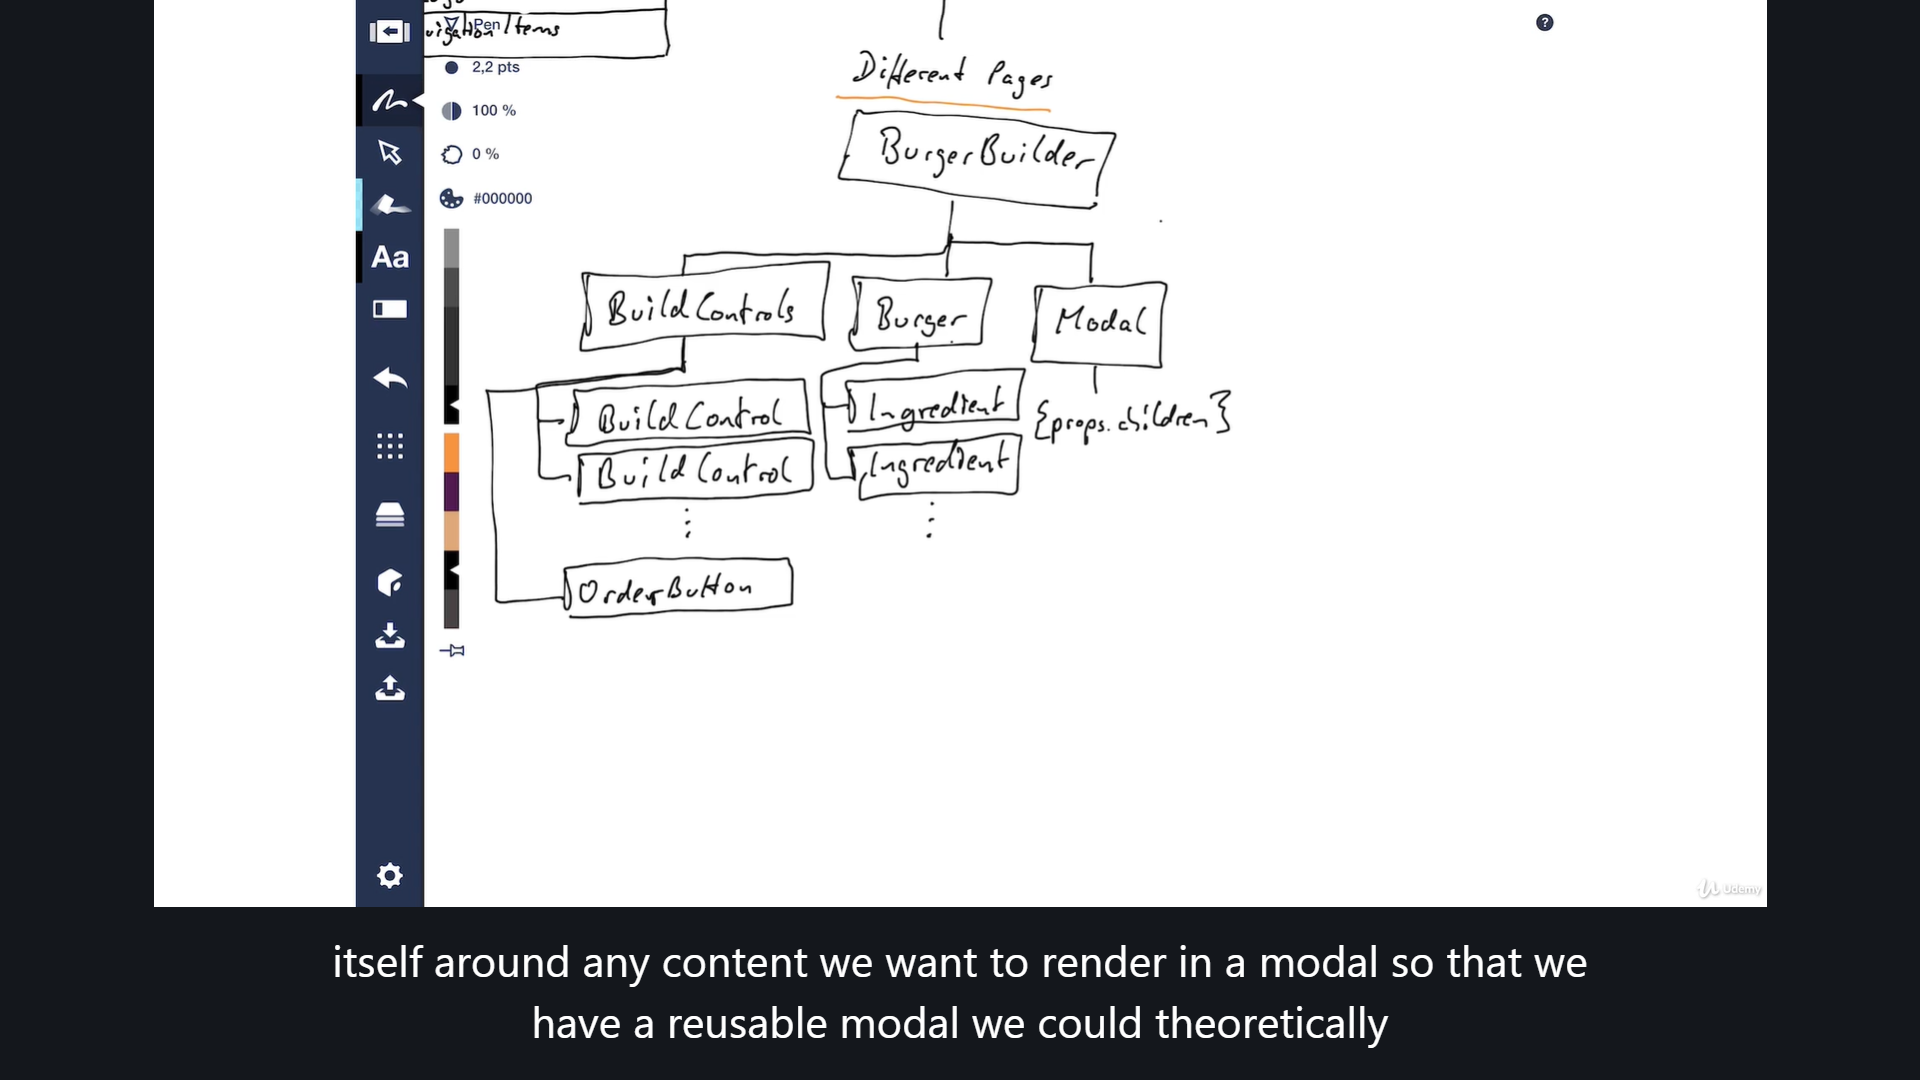 Pen
vigation Items
2,2 pts
100 %
0 %
#000000
Aa
?
Different Pages
BurgerBuilder
BuildControls
Burger
Modal
BuildControl
Ingredient
{props.children}
BuildControl
Ingredient
OrderButton
Udemy
itself around any content we want to render in a modal so that we
have a reusable modal we could theoretically